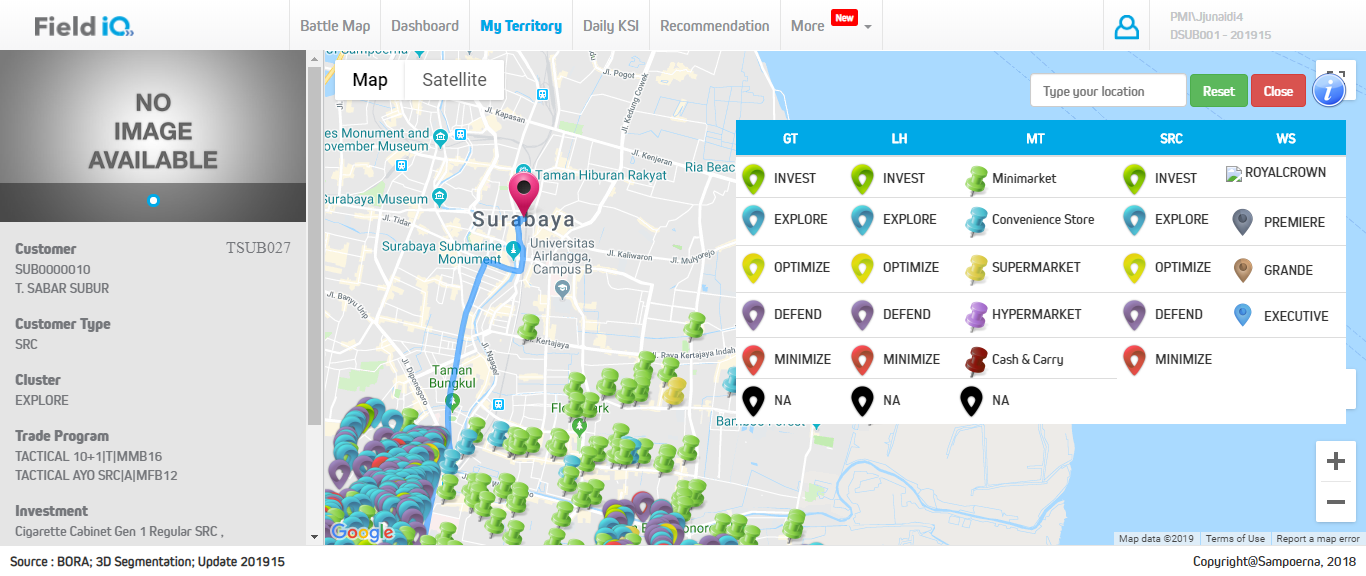 Field iQ
Battle Map
Dashboard
My Territory
Daily KSI
Recommendation
More
New
PMI\Jjunaidi4
DSUB001 - 201915
NO
IMAGE
AVAILABLE
Customer
TSUB027
SUB0000010
T. SABAR SUBUR
Customer Type
SRC
Cluster
EXPLORE
Trade Program
TACTICAL 10+1|T|MMB16
TACTICAL AYO SRC|A|MFB12
Investment
Cigarette Cabinet Gen 1 Regular SRC ,
Map
Satellite
Type your location
Reset
Close
i
GT
LH
MT
SRC
WS
INVEST
INVEST
Minimarket
INVEST
ROYALCROWN
EXPLORE
EXPLORE
Convenience Store
EXPLORE
PREMIERE
OPTIMIZE
OPTIMIZE
SUPERMARKET
OPTIMIZE
GRANDE
DEFEND
DEFEND
HYPERMARKET
DEFEND
EXECUTIVE
MINIMIZE
MINIMIZE
Cash & Carry
MINIMIZE
NA
NA
NA
Jl. Pogot
Jl. Kedung Cowek
Jl. Kapasan
es Monument and
ovember Museum
Jl. Kenjeran
Ria Beac
Taman Hiburan Rakyat
Surabaya Museum
Jl. Tidar
Surabaya
Surabaya Submarine
Monument
Universitas
Airlangga,
Campus B
Jl. Kaliwaron
Jl. Mulyorejo
Jl. Banyu Urip
Jl. Kertajaya
Jl. Raya Kertajaya Indah
Jl. Ngagel
Jl. Diponegoro
Taman
Bungkul
Google
Map data ©2019
Terms of Use
Report a map error
Source : BORA; 3D Segmentation; Update 201915
Copyright@Sampoerna, 2018